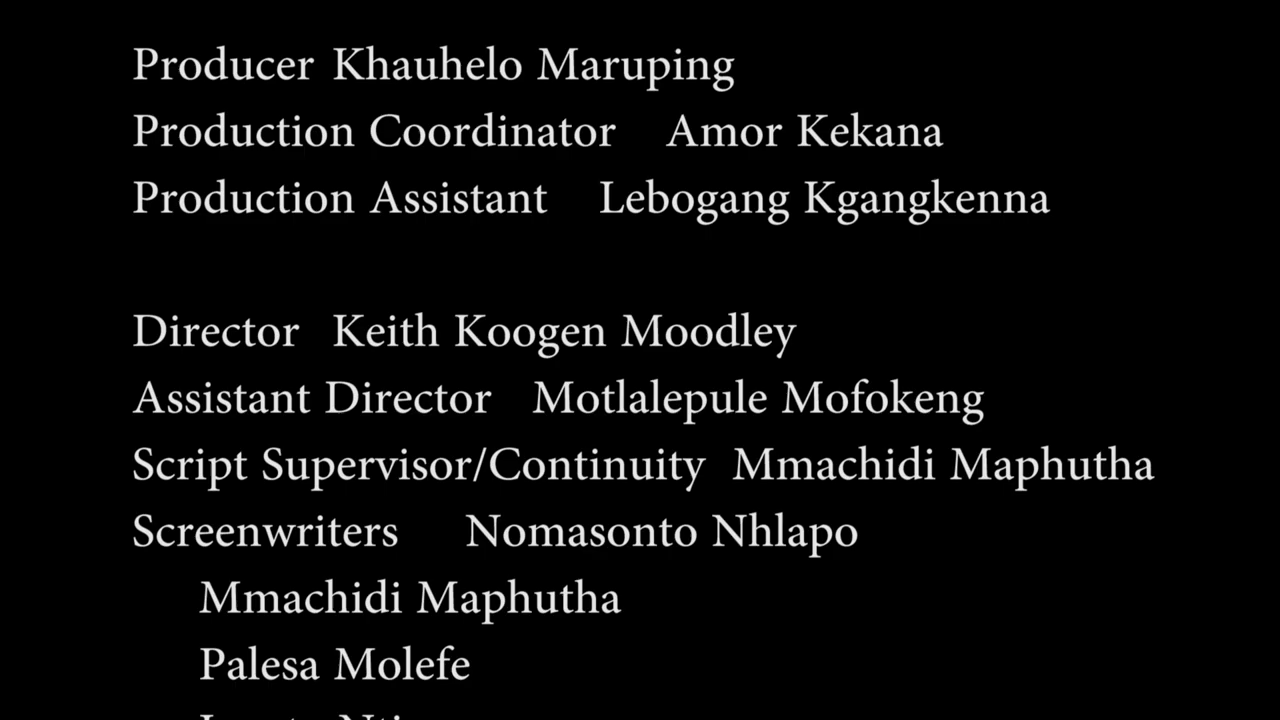 Producer Khauhelo Maruping
Production Coordinator Amor Kekana
Production Assistant Lebogang Kgangkenna
Director Keith Koogen Moodley
Assistant Director Motlalepule Mofokeng
Script Supervisor/Continuity Mmachidi Maphutha
Screenwriters Nomasonto Nhlapo
Mmachidi Maphutha
Palesa Molefe